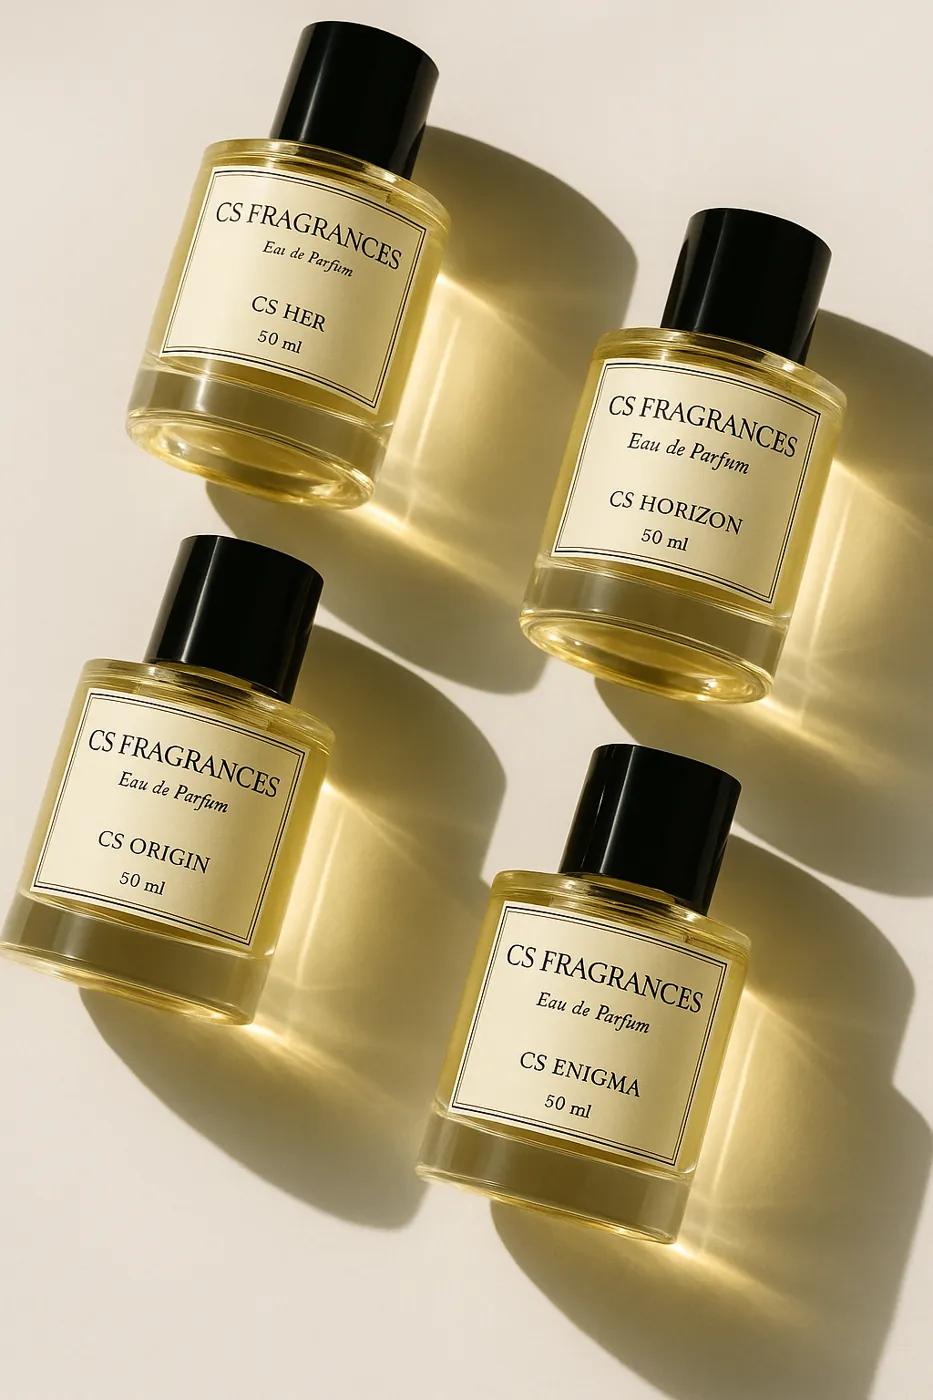 CS FRAGRANCES
Eau de Parfum
CS HER
50 ml
CS FRAGRANCES
Eau de Parfum
CS HORIZON
50 ml
CS FRAGRANCES
Eau de Parfum
CS ORIGIN
50 ml
CS FRAGRANCES
Eau de Parfum
CS ENIGMA
50 ml